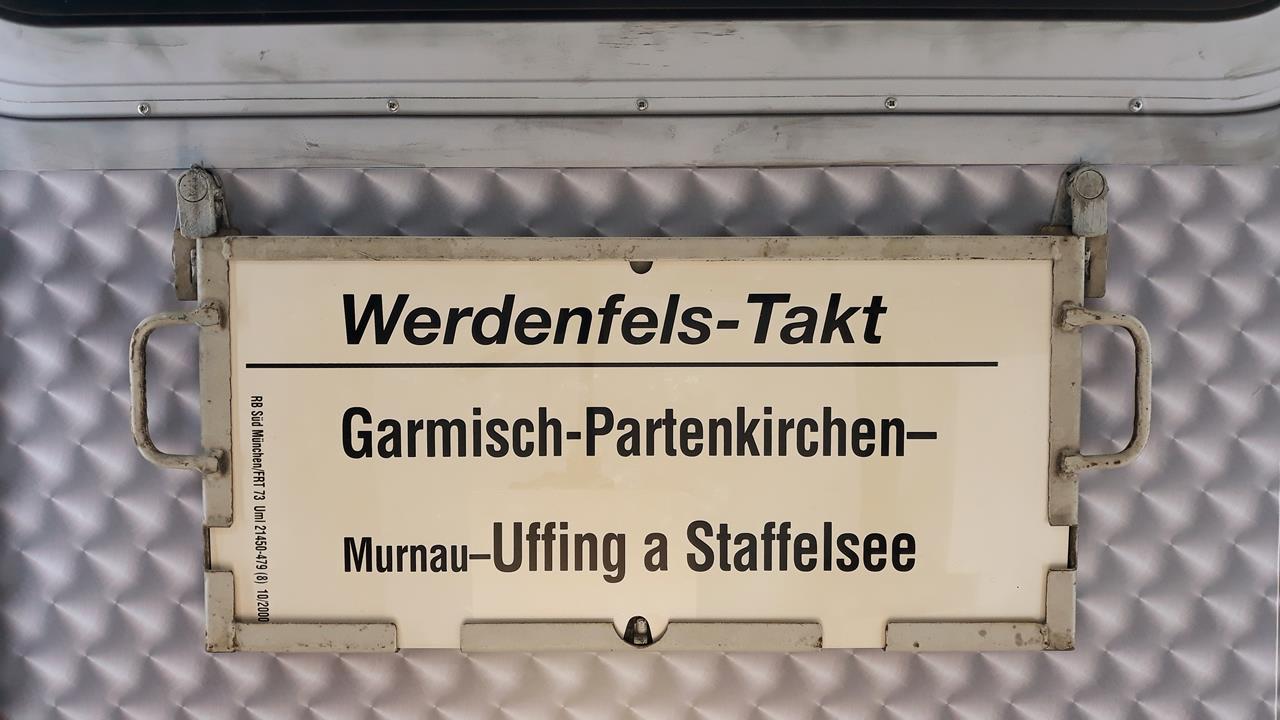 Werdenfels-Takt
Garmisch-Partenkirchen–
Murnau–Uffing a Staffelsee
RB Süd München/FRT 73 Uml 21450-479 (8) 10/2000